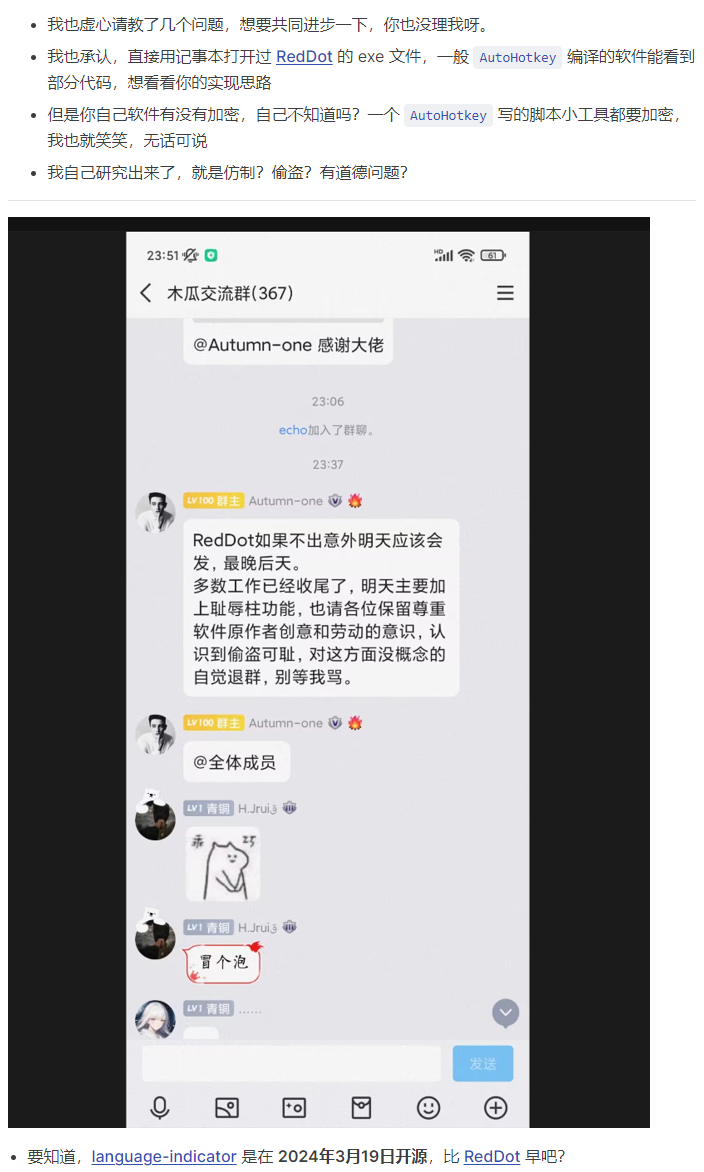 我也虚心请教了几个问题，想要共同进步一下，你也没理我呀。
我也承认，直接用记事本打开过 RedDot 的 exe 文件，一般 AutoHotkey 编译的软件能看到
部分代码，想看看你的实现思路
但是你自己软件有没有加密，自己不知道吗？一个 AutoHotkey 写的脚本小工具都要加密，
我也就笑笑，无话可说
我自己研究出来了，就是仿制？偷盗？有道德问题？
23:51
HD
61
木瓜交流群(367)
@Autumn-one 感谢大佬
23:06
echo加入了群聊。
23:37
LV100 群主 Autumn-one
RedDot如果不出意外明天应该会
发，最晚后天。
多数工作已经收尾了，明天主要加
上耻辱柱功能，也请各位保留尊重
软件原作者创意和劳动的意识，认
识到偷盗可耻，对这方面没概念的
自觉退群，别等我骂。
LV100 群主 Autumn-one
@全体成员
LV1 青铜 H.Jrui
乖 巧
LV1 青铜 H.Jrui
冒个泡
LV1 青铜 ......
发送
要知道，language-indicator 是在 2024年3月19日开源，比 RedDot 早吧？